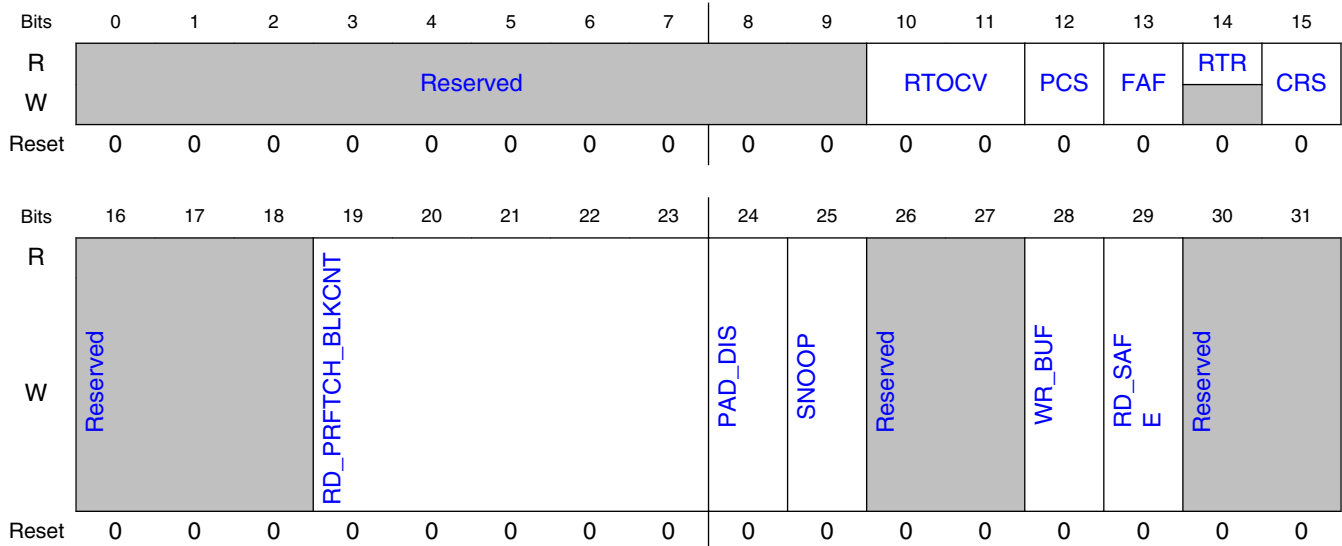 Bits 0 1 2 3 4 5 6 7 8 9 10 11 12 13 14 15
R
W
Reserved RTOCV PCS FAF RTR CRS
Reset 0 0 0 0 0 0 0 0 0 0 0 0 0 0 0 0
Bits 16 17 18 19 20 21 22 23 24 25 26 27 28 29 30 31
R
W
Reserved
RD_PRFTCH_BLKCNT
PAD_DIS
SNOOP
Reserved
WR_BUF
RD_SAF
E
Reserved
Reset 0 0 0 0 0 0 0 0 0 0 0 0 0 0 0 0